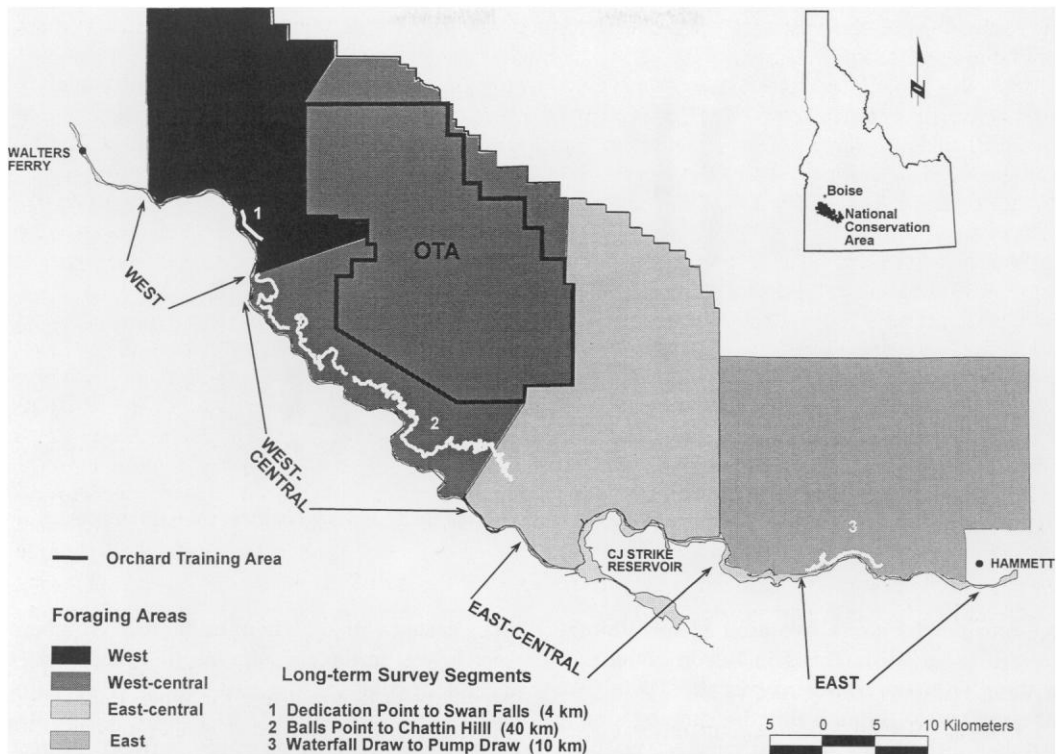 WALTERS
FERRY
1
WEST
OTA
N
Boise
National
Conservation
Area
2
WEST-
CENTRAL
3
CJ STRIKE
RESERVOIR
HAMMETT
EAST-CENTRAL
EAST
Orchard Training Area
Foraging Areas
West
West-central
East-central
East
Long-term Survey Segments
1 Dedication Point to Swan Falls (4 km)
2 Balls Point to Chattin Hilll (40 km)
3 Waterfall Draw to Pump Draw (10 km)
5 0 5 10 Kilometers